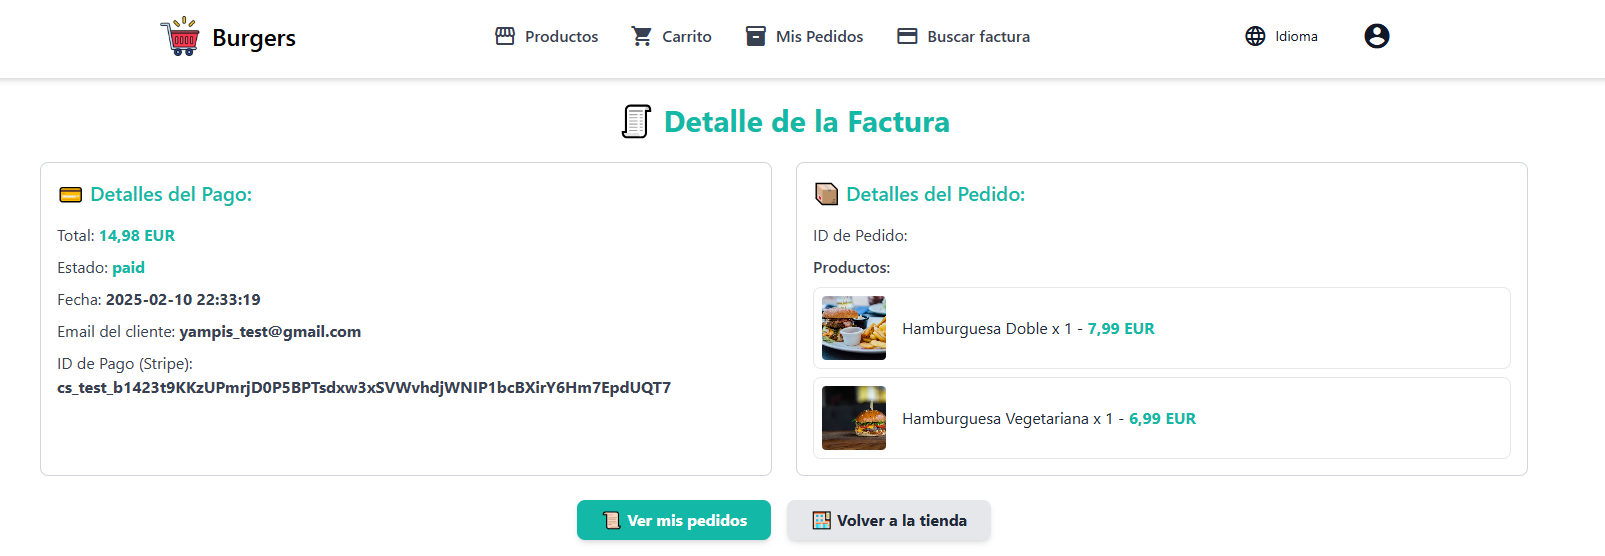 Burgers
Productos
Carrito
Mis Pedidos
Buscar factura
Idioma
Detalle de la Factura
Detalles del Pago:
Total: 14,98 EUR
Estado: paid
Fecha: 2025-02-10 22:33:19
Email del cliente: yampis_test@gmail.com
ID de Pago (Stripe):
cs_test_b1423t9KKzUPmrjD0P5BPTsdxw3xSVWvhdjWNIP1bcBXirY6Hm7EpdUQT7
Detalles del Pedido:
ID de Pedido:
Productos:
Hamburguesa Doble x 1 - 7,99 EUR
Hamburguesa Vegetariana x 1 - 6,99 EUR
Ver mis pedidos
Volver a la tienda